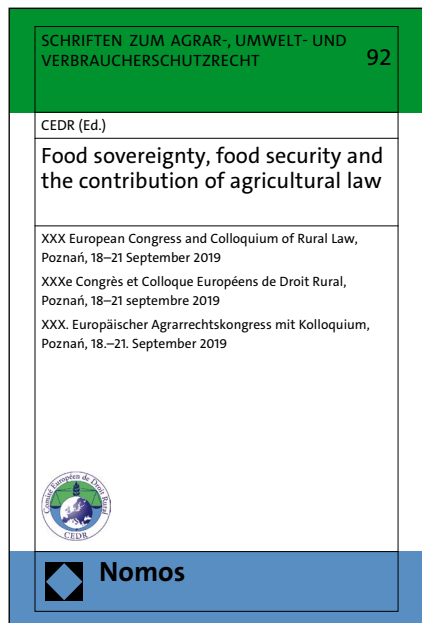 SCHRIFTEN ZUM AGRAR-, UMWELT- UND
VERBRAUCHERSCHUTZRECHT 92
CEDR (Ed.)
Food sovereignty, food security and
the contribution of agricultural law
XXX European Congress and Colloquium of Rural Law,
Poznań, 18–21 September 2019
XXXe Congrès et Colloque Européens de Droit Rural,
Poznań, 18–21 septembre 2019
XXX. Europäischer Agrarrechtskongress mit Kolloquium,
Poznań, 18.–21. September 2019
Comité Européen de Droit Rural
CEDR
Nomos